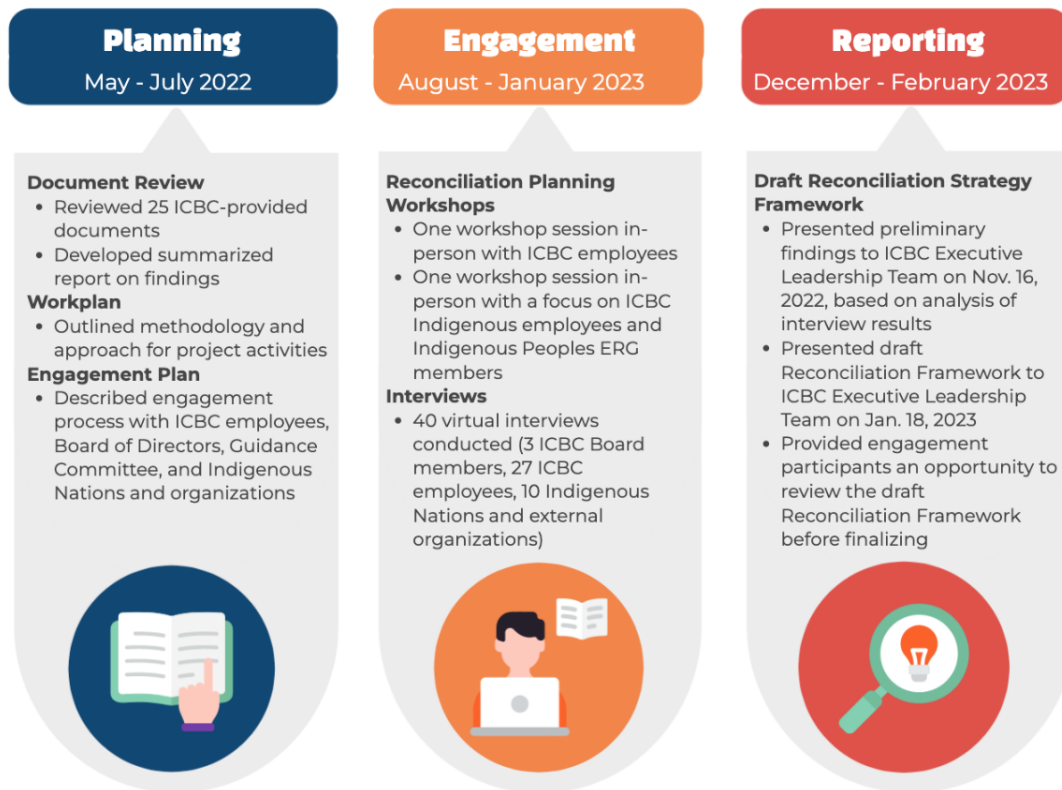 Planning
May - July 2022
Document Review
• Reviewed 25 ICBC-provided
documents
• Developed summarized
report on findings
Workplan
• Outlined methodology and
approach for project activities
Engagement Plan
• Described engagement
process with ICBC employees,
Board of Directors, Guidance
Committee, and Indigenous
Nations and organizations
Engagement
August - January 2023
Reconciliation Planning
Workshops
• One workshop session in-
person with ICBC employees
• One workshop session in-
person with a focus on ICBC
Indigenous employees and
Indigenous Peoples ERG
members
Interviews
• 40 virtual interviews
conducted (3 ICBC Board
members, 27 ICBC
employees, 10 Indigenous
Nations and external
organizations)
Reporting
December - February 2023
Draft Reconciliation Strategy
Framework
• Presented preliminary
findings to ICBC Executive
Leadership Team on Nov. 16,
2022, based on analysis of
interview results
• Presented draft
Reconciliation Framework to
ICBC Executive Leadership
Team on Jan. 18, 2023
• Provided engagement
participants an opportunity to
review the draft
Reconciliation Framework
before finalizing